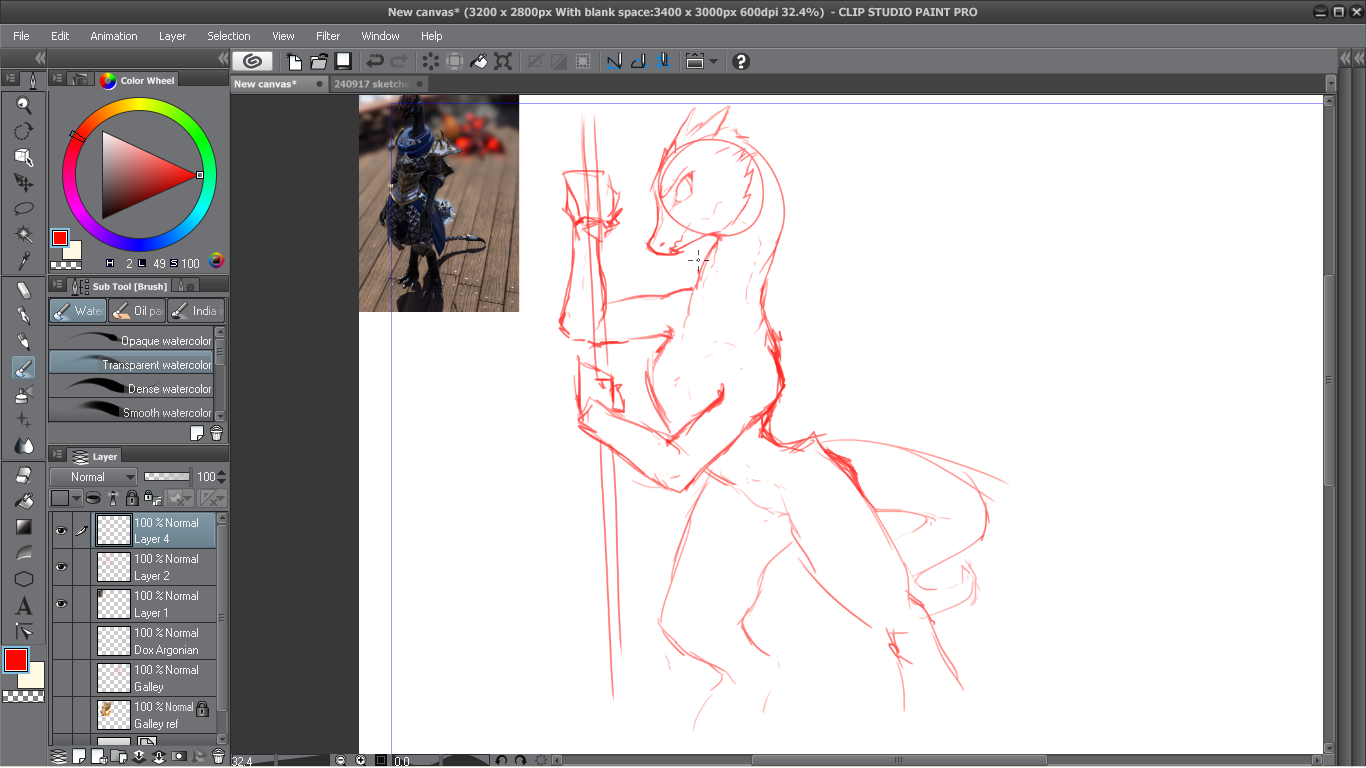 New canvas* (3200 x 2800px With blank space:3400 x 3000px 600dpi 32.4%) - CLIP STUDIO PAINT PRO
File Edit Animation Layer Selection View Filter Window Help
New canvas* 240917 sketche
Color Wheel
H 2 L 49 S 100
Sub Tool [Brush]
Water Oil pa India i
Opaque watercolor
Transparent watercolor
Dense watercolor
Smooth watercolor
Layer
Normal 100
100 % Normal
Layer 4
100 % Normal
Layer 2
100 % Normal
Layer 1
100 % Normal
Dox Argonian
100 % Normal
Galley
100 % Normal
Galley ref
32.4 0.0